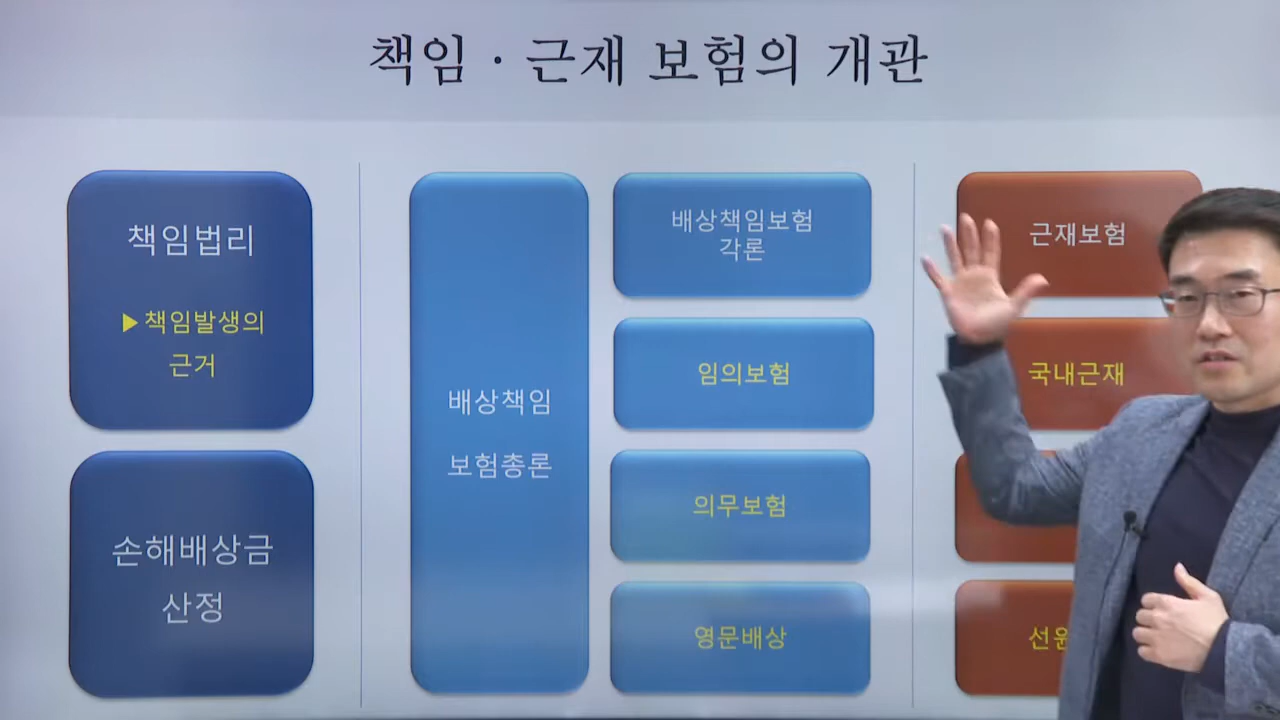 책임 · 근재 보험의 개관
책임법리
▶책임발생의
근거
손해배상금
산정
배상책임
보험총론
배상책임보험
각론
임의보험
의무보험
영문배상
근재보험
국내근재